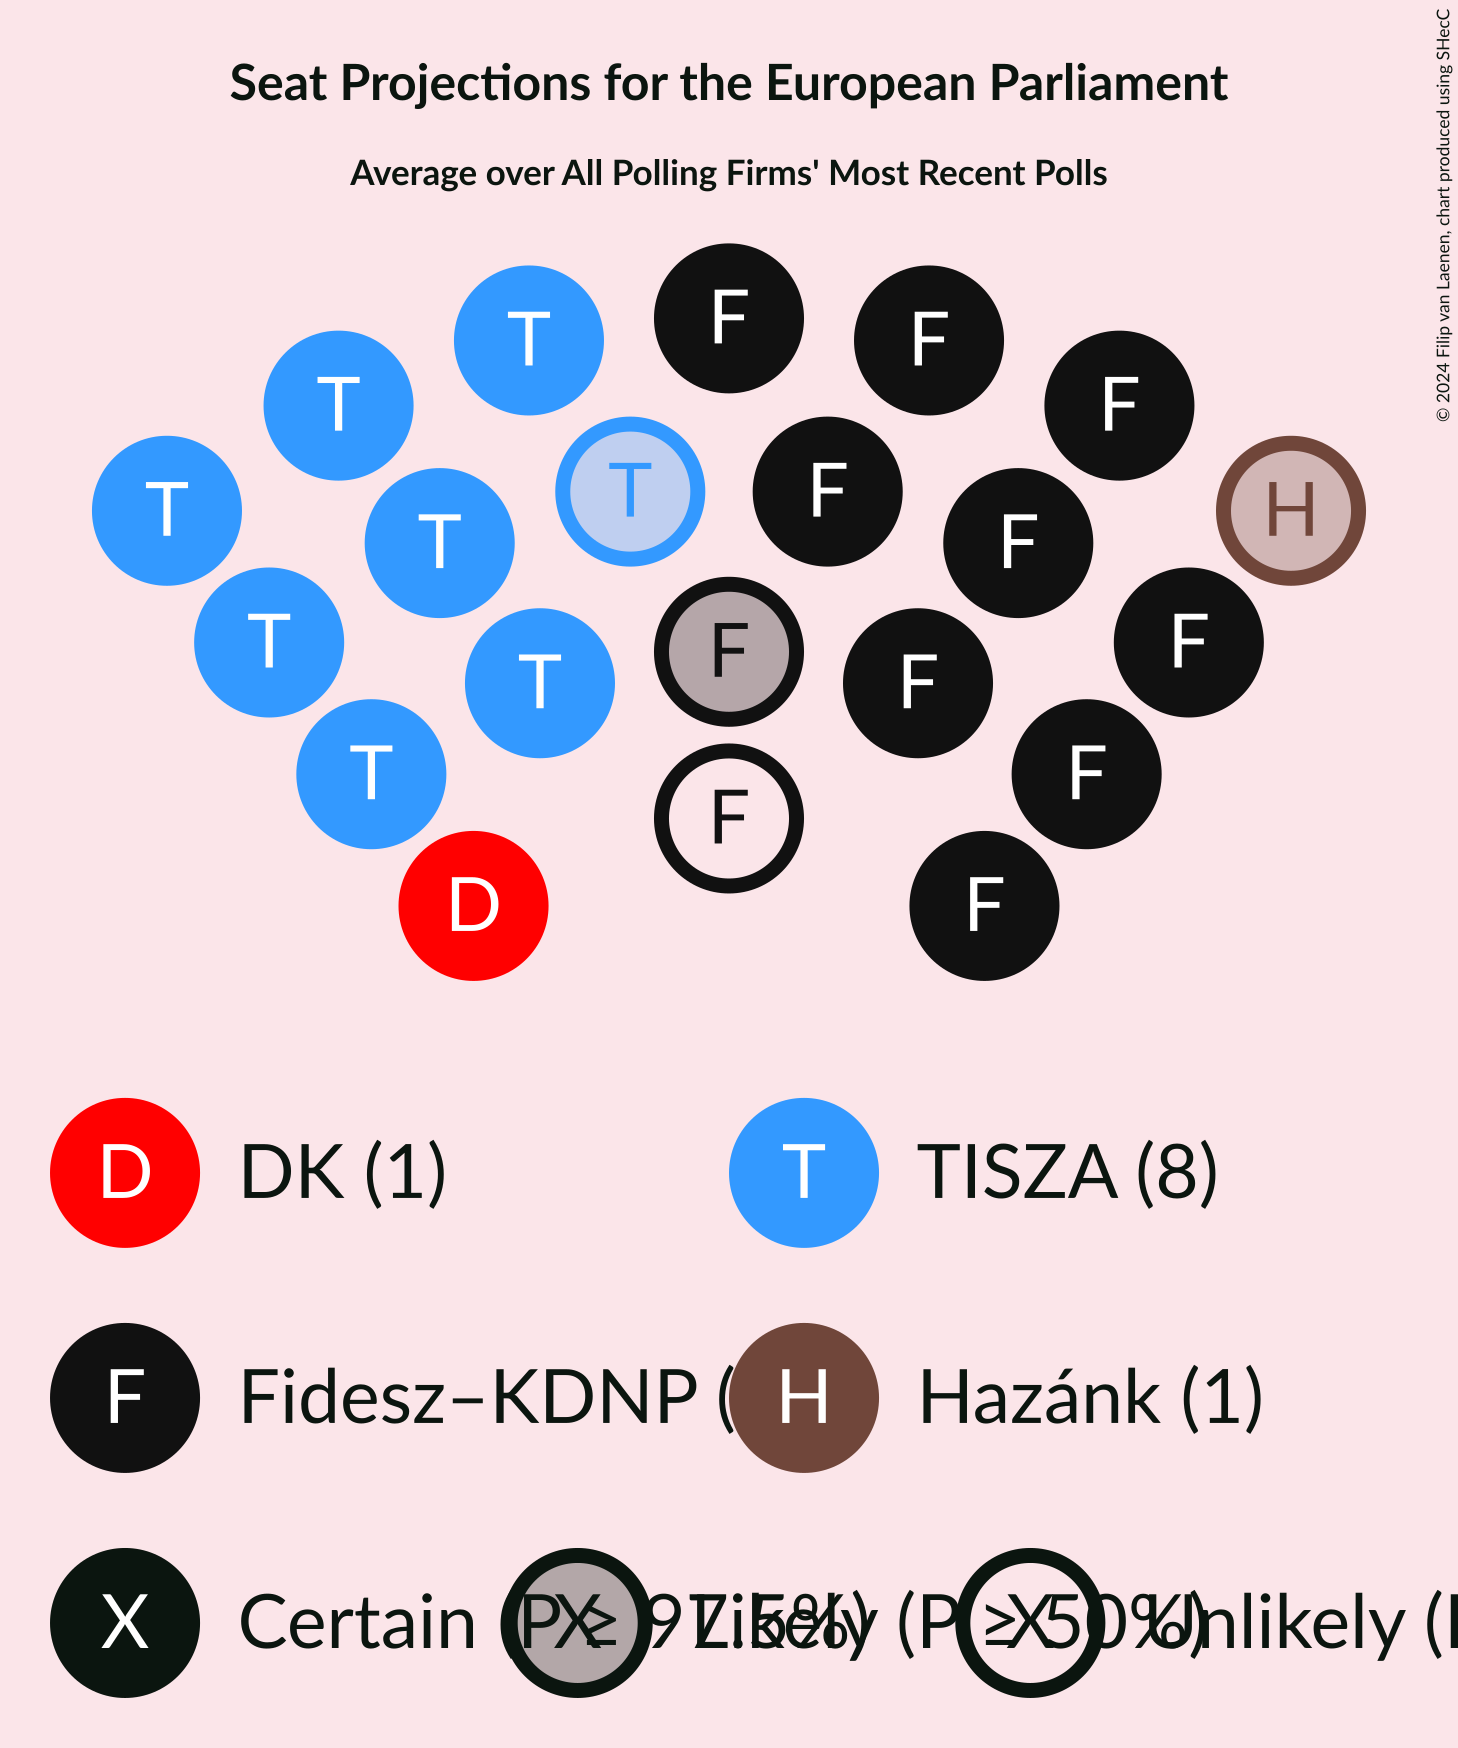 Seat Projections for the European Parliament
Average over All Polling Firms' Most Recent Polls
© 2024 Filip van Laenen, chart produced using SHecC
F
T F
T F
T H
T F
T F
T F
F
T F
T F
F
D F
D DK (1)
T TISZA (8)
F Fidesz–KDNP (
H Hazánk (1)
X Certain (P ≥ 97.5%)
X Likely (P ≥ 50%)
X Unlikely (